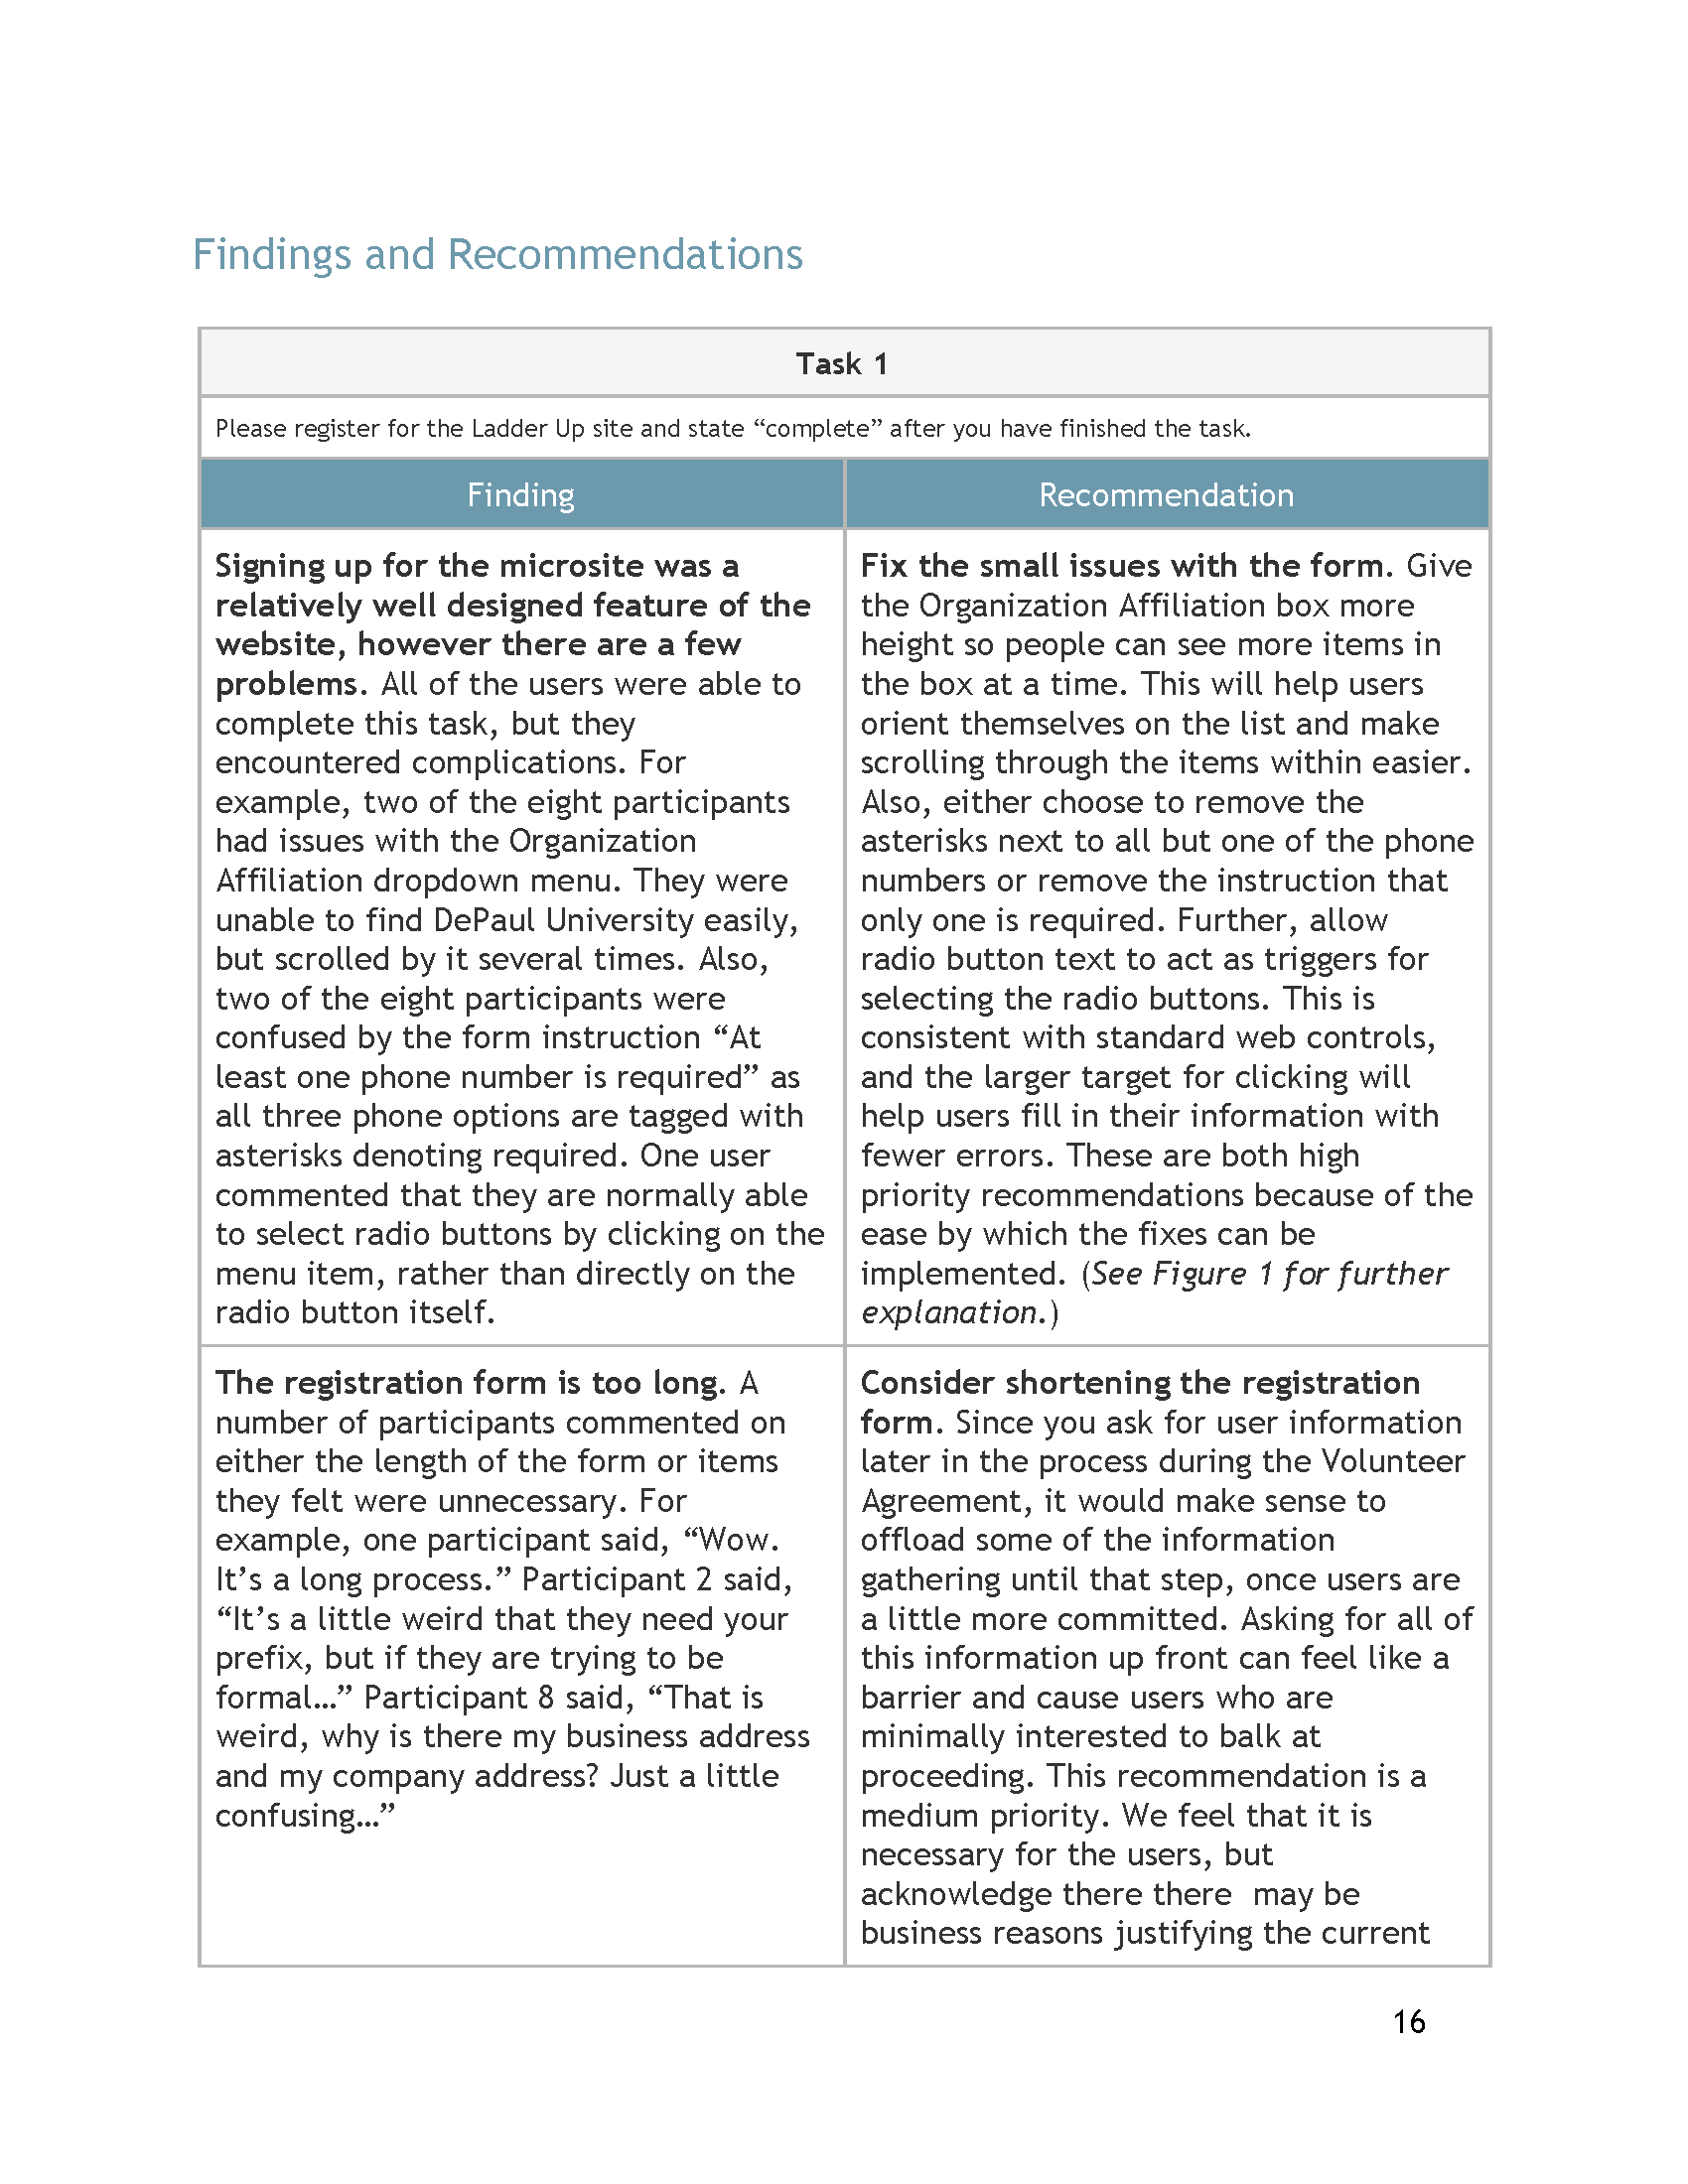 Findings and Recommendations
Task 1
Please register for the Ladder Up site and state “complete” after you have finished the task.
Finding
Recommendation
Signing up for the microsite was a
relatively well designed feature of the
website, however there are a few
problems. All of the users were able to
complete this task, but they
encountered complications. For
example, two of the eight participants
had issues with the Organization
Affiliation dropdown menu. They were
unable to find DePaul University easily,
but scrolled by it several times. Also,
two of the eight participants were
confused by the form instruction “At
least one phone number is required” as
all three phone options are tagged with
asterisks denoting required. One user
commented that they are normally able
to select radio buttons by clicking on the
menu item, rather than directly on the
radio button itself.
Fix the small issues with the form. Give
the Organization Affiliation box more
height so people can see more items in
the box at a time. This will help users
orient themselves on the list and make
scrolling through the items within easier.
Also, either choose to remove the
asterisks next to all but one of the phone
numbers or remove the instruction that
only one is required. Further, allow
radio button text to act as triggers for
selecting the radio buttons. This is
consistent with standard web controls,
and the larger target for clicking will
help users fill in their information with
fewer errors. These are both high
priority recommendations because of the
ease by which the fixes can be
implemented. (See Figure 1 for further
explanation.)
The registration form is too long. A
number of participants commented on
either the length of the form or items
they felt were unnecessary. For
example, one participant said, “Wow.
It’s a long process.” Participant 2 said,
“It’s a little weird that they need your
prefix, but if they are trying to be
formal…” Participant 8 said, “That is
weird, why is there my business address
and my company address? Just a little
confusing…”
Consider shortening the registration
form. Since you ask for user information
later in the process during the Volunteer
Agreement, it would make sense to
offload some of the information
gathering until that step, once users are
a little more committed. Asking for all of
this information up front can feel like a
barrier and cause users who are
minimally interested to balk at
proceeding. This recommendation is a
medium priority. We feel that it is
necessary for the users, but
acknowledge there there  may be
business reasons justifying the current
16